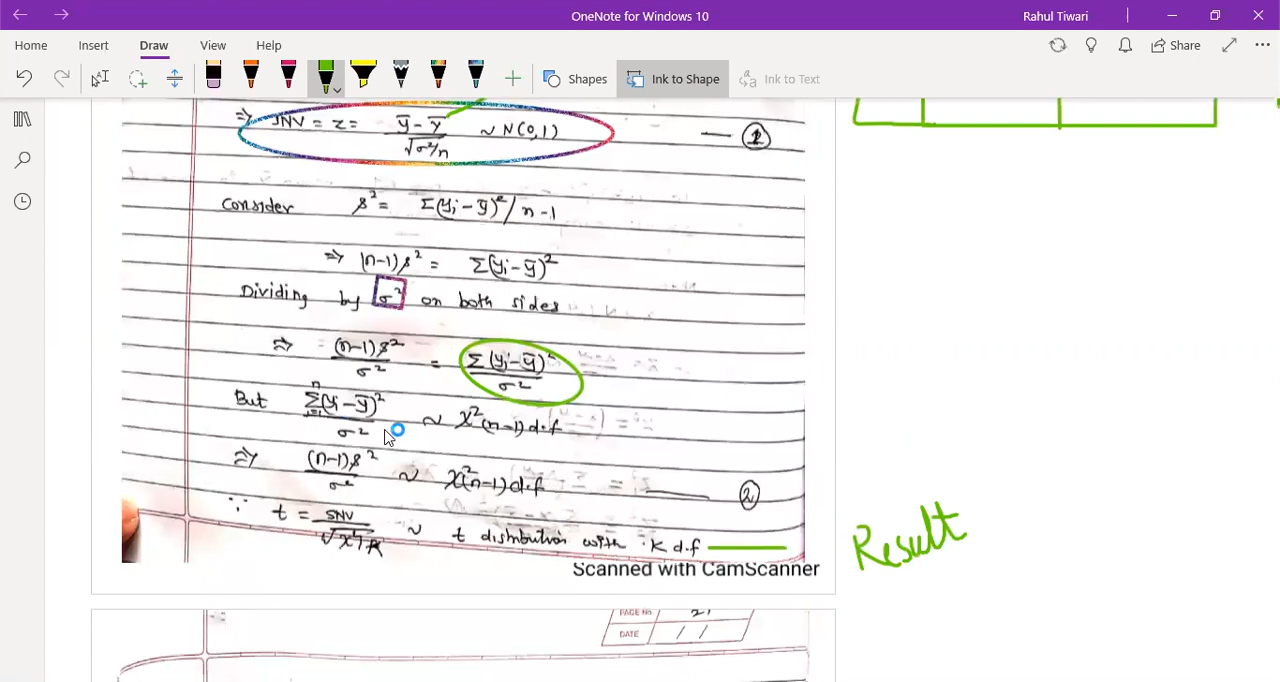 OneNote for Windows 10
Rahul Tiwari
Home Insert Draw View Help
Share
Shapes
Ink to Shape
Ink to Text
⇒ SNV = z = (ȳ - Ȳ) / √(σ²/n) ~ N(0,1) — ①
Consider s² = Σ(yi - ȳ)² / n-1
⇒ (n-1)s² = Σ(yi - ȳ)²
Dividing by σ² on both sides
⇒ (n-1)s² / σ² = Σ(yi - ȳ)² / σ²
But Σ(yi - ȳ)² / σ² ~ χ²(n-1)d.f
⇒ (n-1)s² / σ² ~ χ²(n-1)d.f — ②
∵ t = SNV / √(χ²/k) ~ t distribution with K d.f
Result
Scanned with CamScanner
PAGE No.
DATE / /